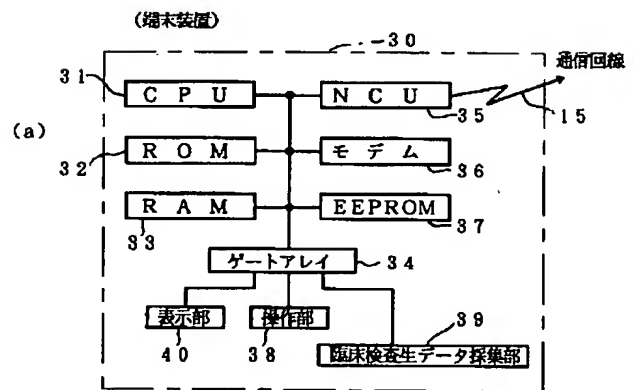 （端末装置）
30
通信回線
31
CPU
NCU
35
15
(a)
ROM
モデム
32
36
RAM
EEPROM
33
37
ゲートアレイ
34
表示部
操作部
39
40
38
臨床検査生データ採集部